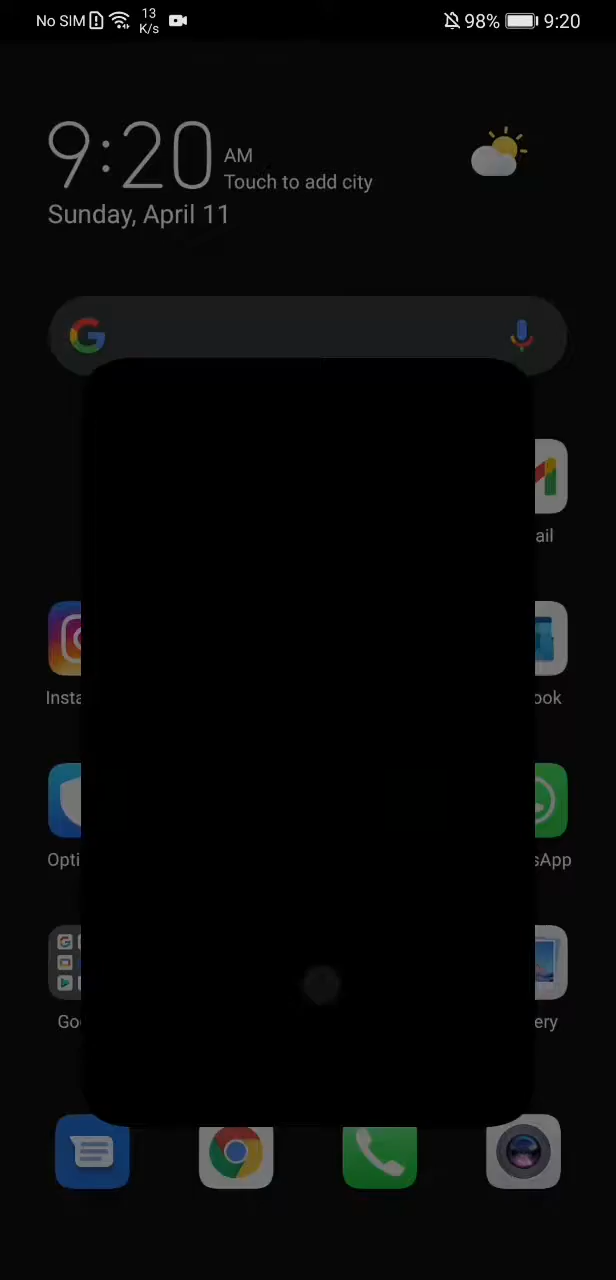 No SIM 13 K/s 98% 9:20
9:20 AM
Touch to add city
Sunday, April 11
G
ail
Insta
ook
Opti
sApp
Goo
ery